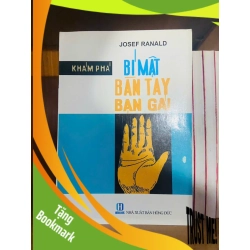 JOSEF RANALD
KHÁM PHÁ
BÍ MẬT
BÀN TAY
BẠN GÁI
NHÀ XUẤT BẢN HỒNG ĐỨC
Tặng
Bookmark